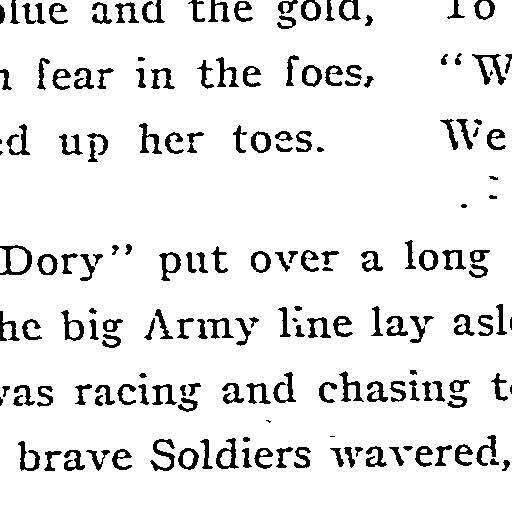 blue and the gold, To
fear in the foes, "W
ed up her toes. We
Dory" put over a long
he big Army line lay asl
was racing and chasing t
brave Soldiers wavered,